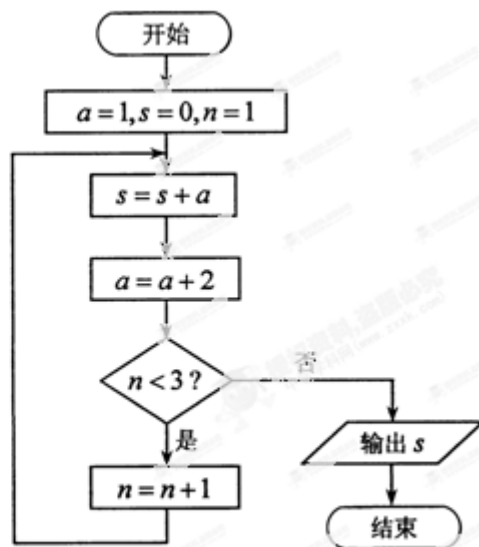 开始
a=1,s=0,n=1
s=s+a
a=a+2
n<3?
否
是
输出 s
n=n+1
结束